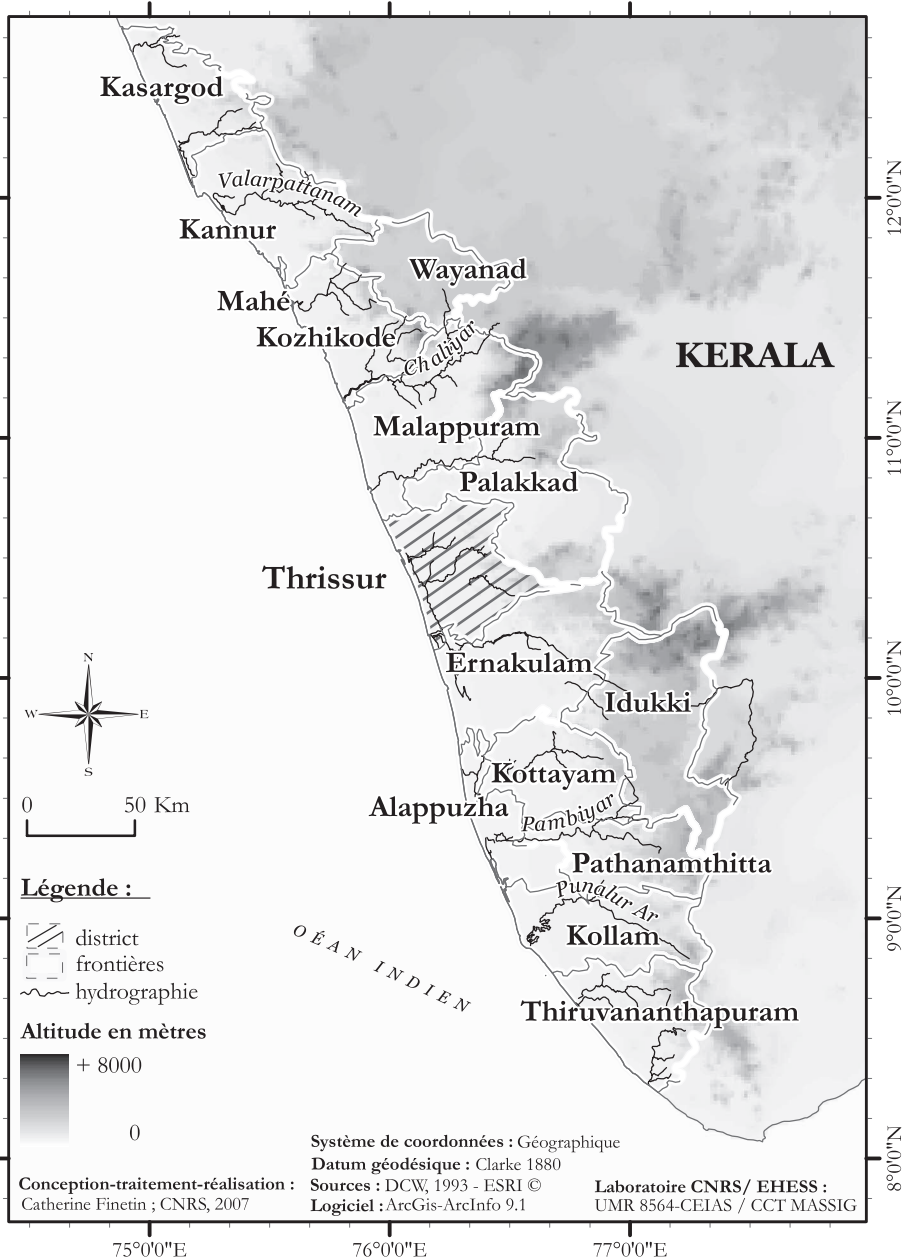 Kasargod
Valarpattanam
Kannur
Wayanad
Mahé
Kozhikode
Chaliyar
KERALA
Malappuram
Palakkad
Thrissur
Ernakulam
Idukki
Kottayam
Alappuzha
Pambiyar
Pathanamthitta
Punálur Ar
Kollam
Thiruvananthapuram
OÉAN INDIEN
N
W E
S
0 50 Km
Légende :
district
frontières
hydrographie
Altitude en mètres
+ 8000
0
Système de coordonnées : Géographique
Datum géodésique : Clarke 1880
Sources : DCW, 1993 - ESRI ©
Logiciel : ArcGis-ArcInfo 9.1
Conception-traitement-réalisation :
Catherine Finetin ; CNRS, 2007
Laboratoire CNRS/ EHESS :
UMR 8564-CEIAS / CCT MASSIG
12°0'0"N
11°0'0"N
10°0'0"N
9°0'0"N
8°0'0"N
75°0'0"E
76°0'0"E
77°0'0"E